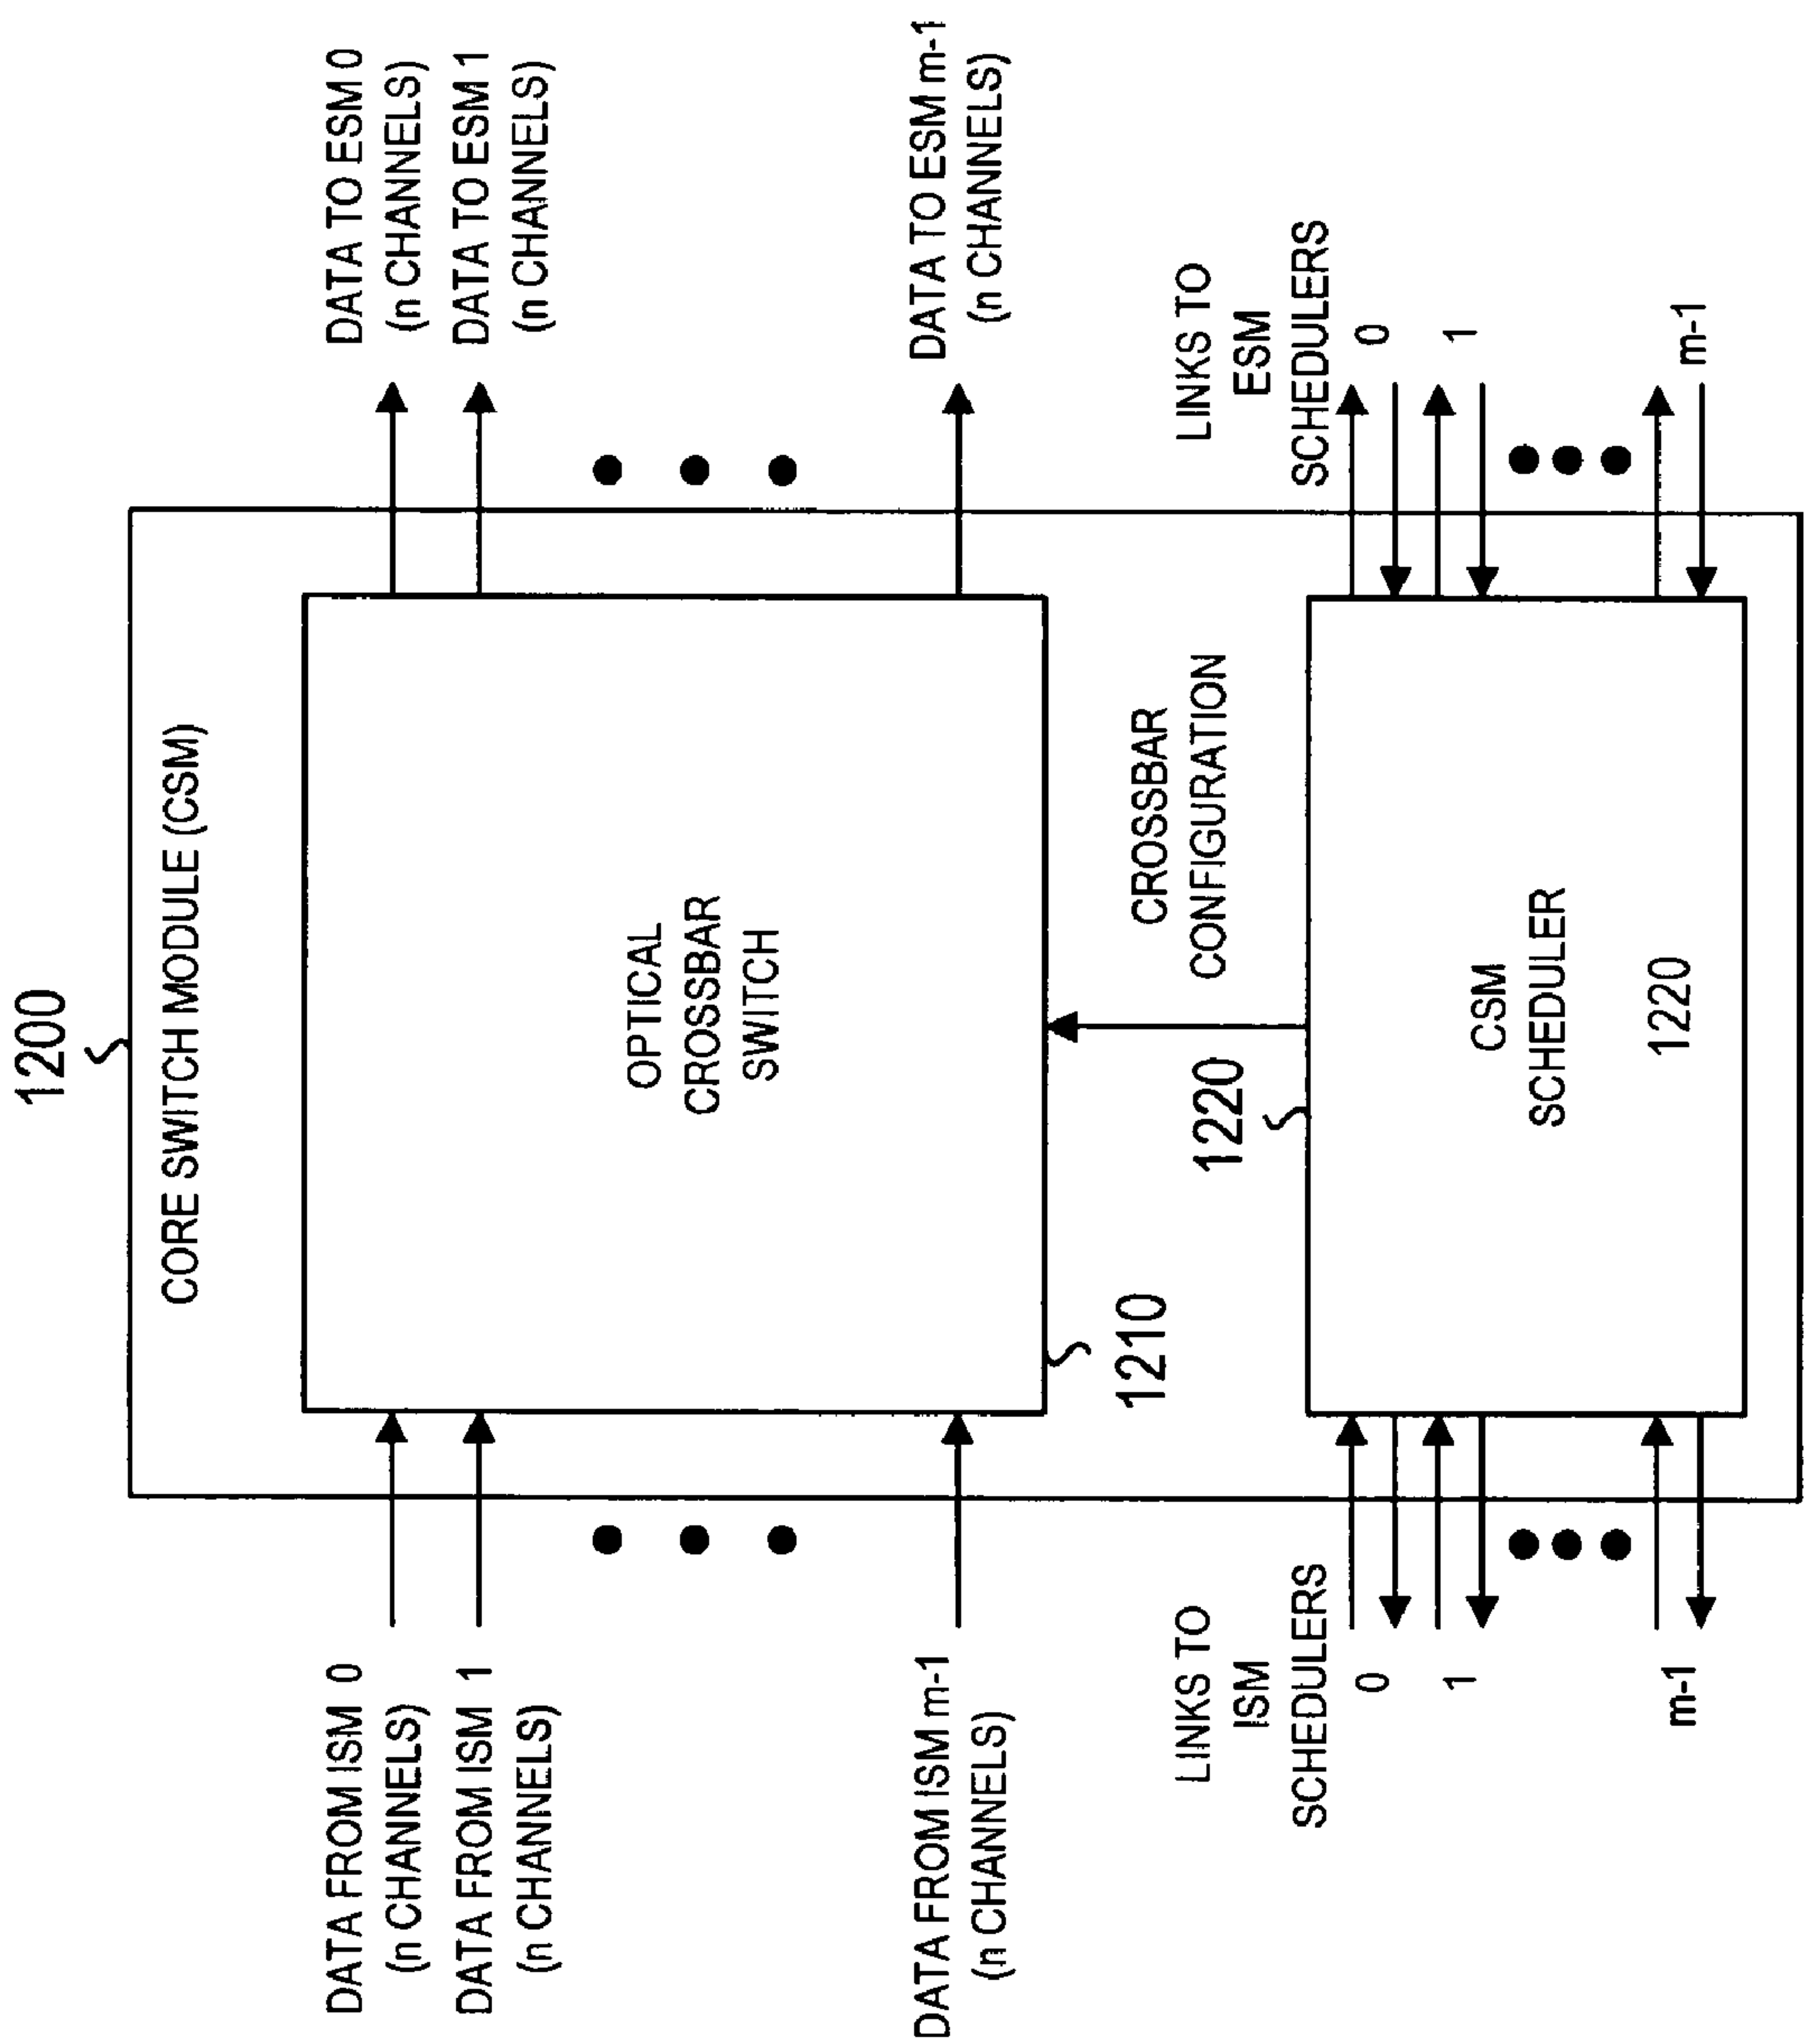 1200
CORE SWITCH MODULE (CSM)
DATA FROM ISM 0
(n CHANNELS)
DATA FROM ISM 1
(n CHANNELS)
DATA FROM ISM m-1
(n CHANNELS)
OPTICAL
CROSSBAR
SWITCH
1210
DATA TO ESM 0
(n CHANNELS)
DATA TO ESM 1
(n CHANNELS)
DATA TO ESM m-1
(n CHANNELS)
CROSSBAR
CONFIGURATION
1220
LINKS TO
ISM
SCHEDULERS
0
1
m-1
CSM
SCHEDULER
1220
LINKS TO
ESM
SCHEDULERS
0
1
m-1